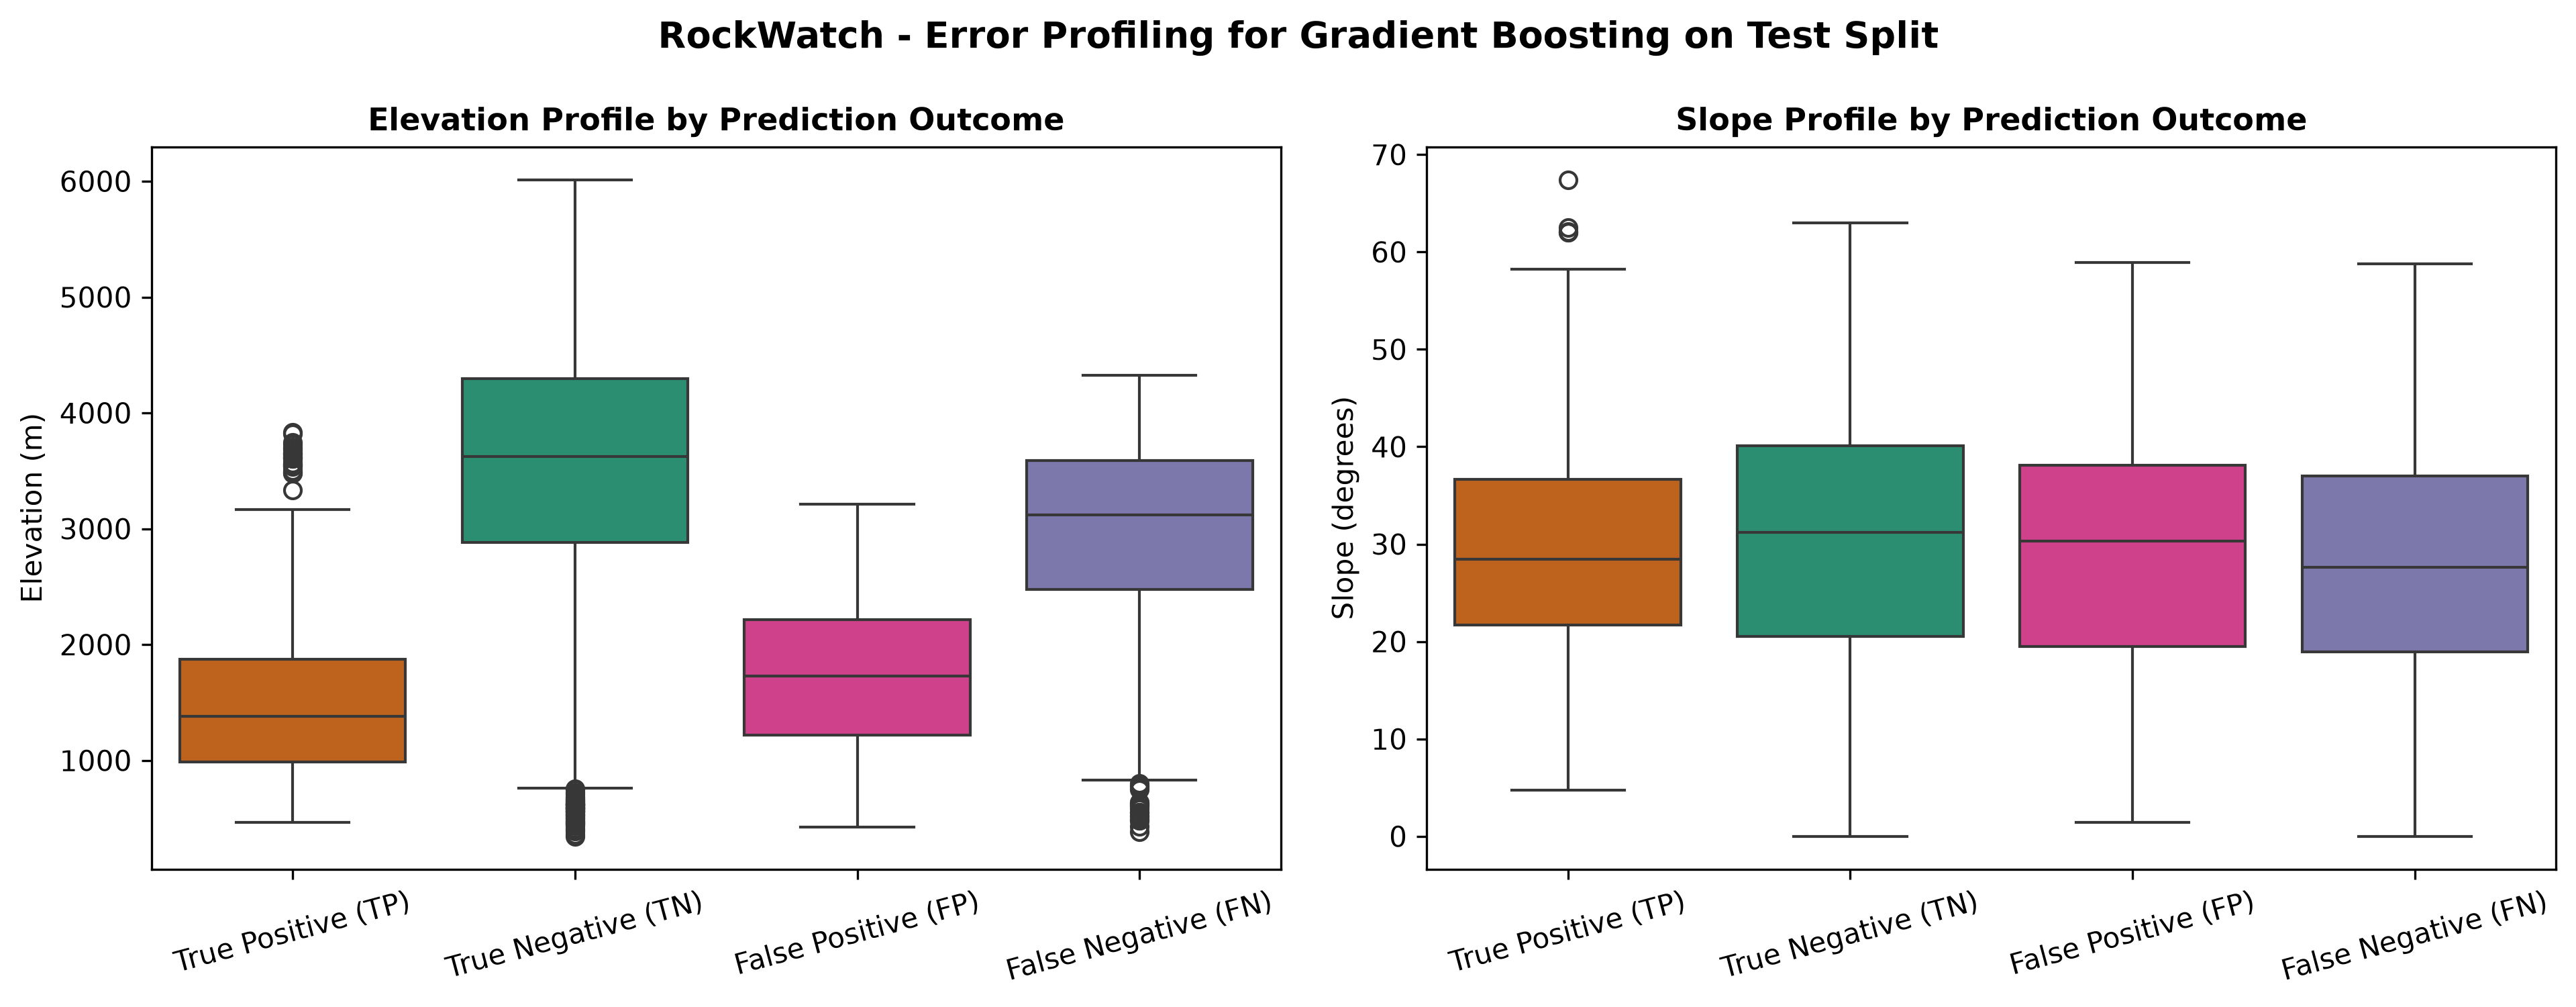 RockWatch - Error Profiling for Gradient Boosting on Test Split
Elevation Profile by Prediction Outcome
Elevation (m)
6000
5000
4000
3000
2000
1000
True Positive (TP)
True Negative (TN)
False Positive (FP)
False Negative (FN)
Slope Profile by Prediction Outcome
Slope (degrees)
70
60
50
40
30
20
10
0
True Positive (TP)
True Negative (TN)
False Positive (FP)
False Negative (FN)